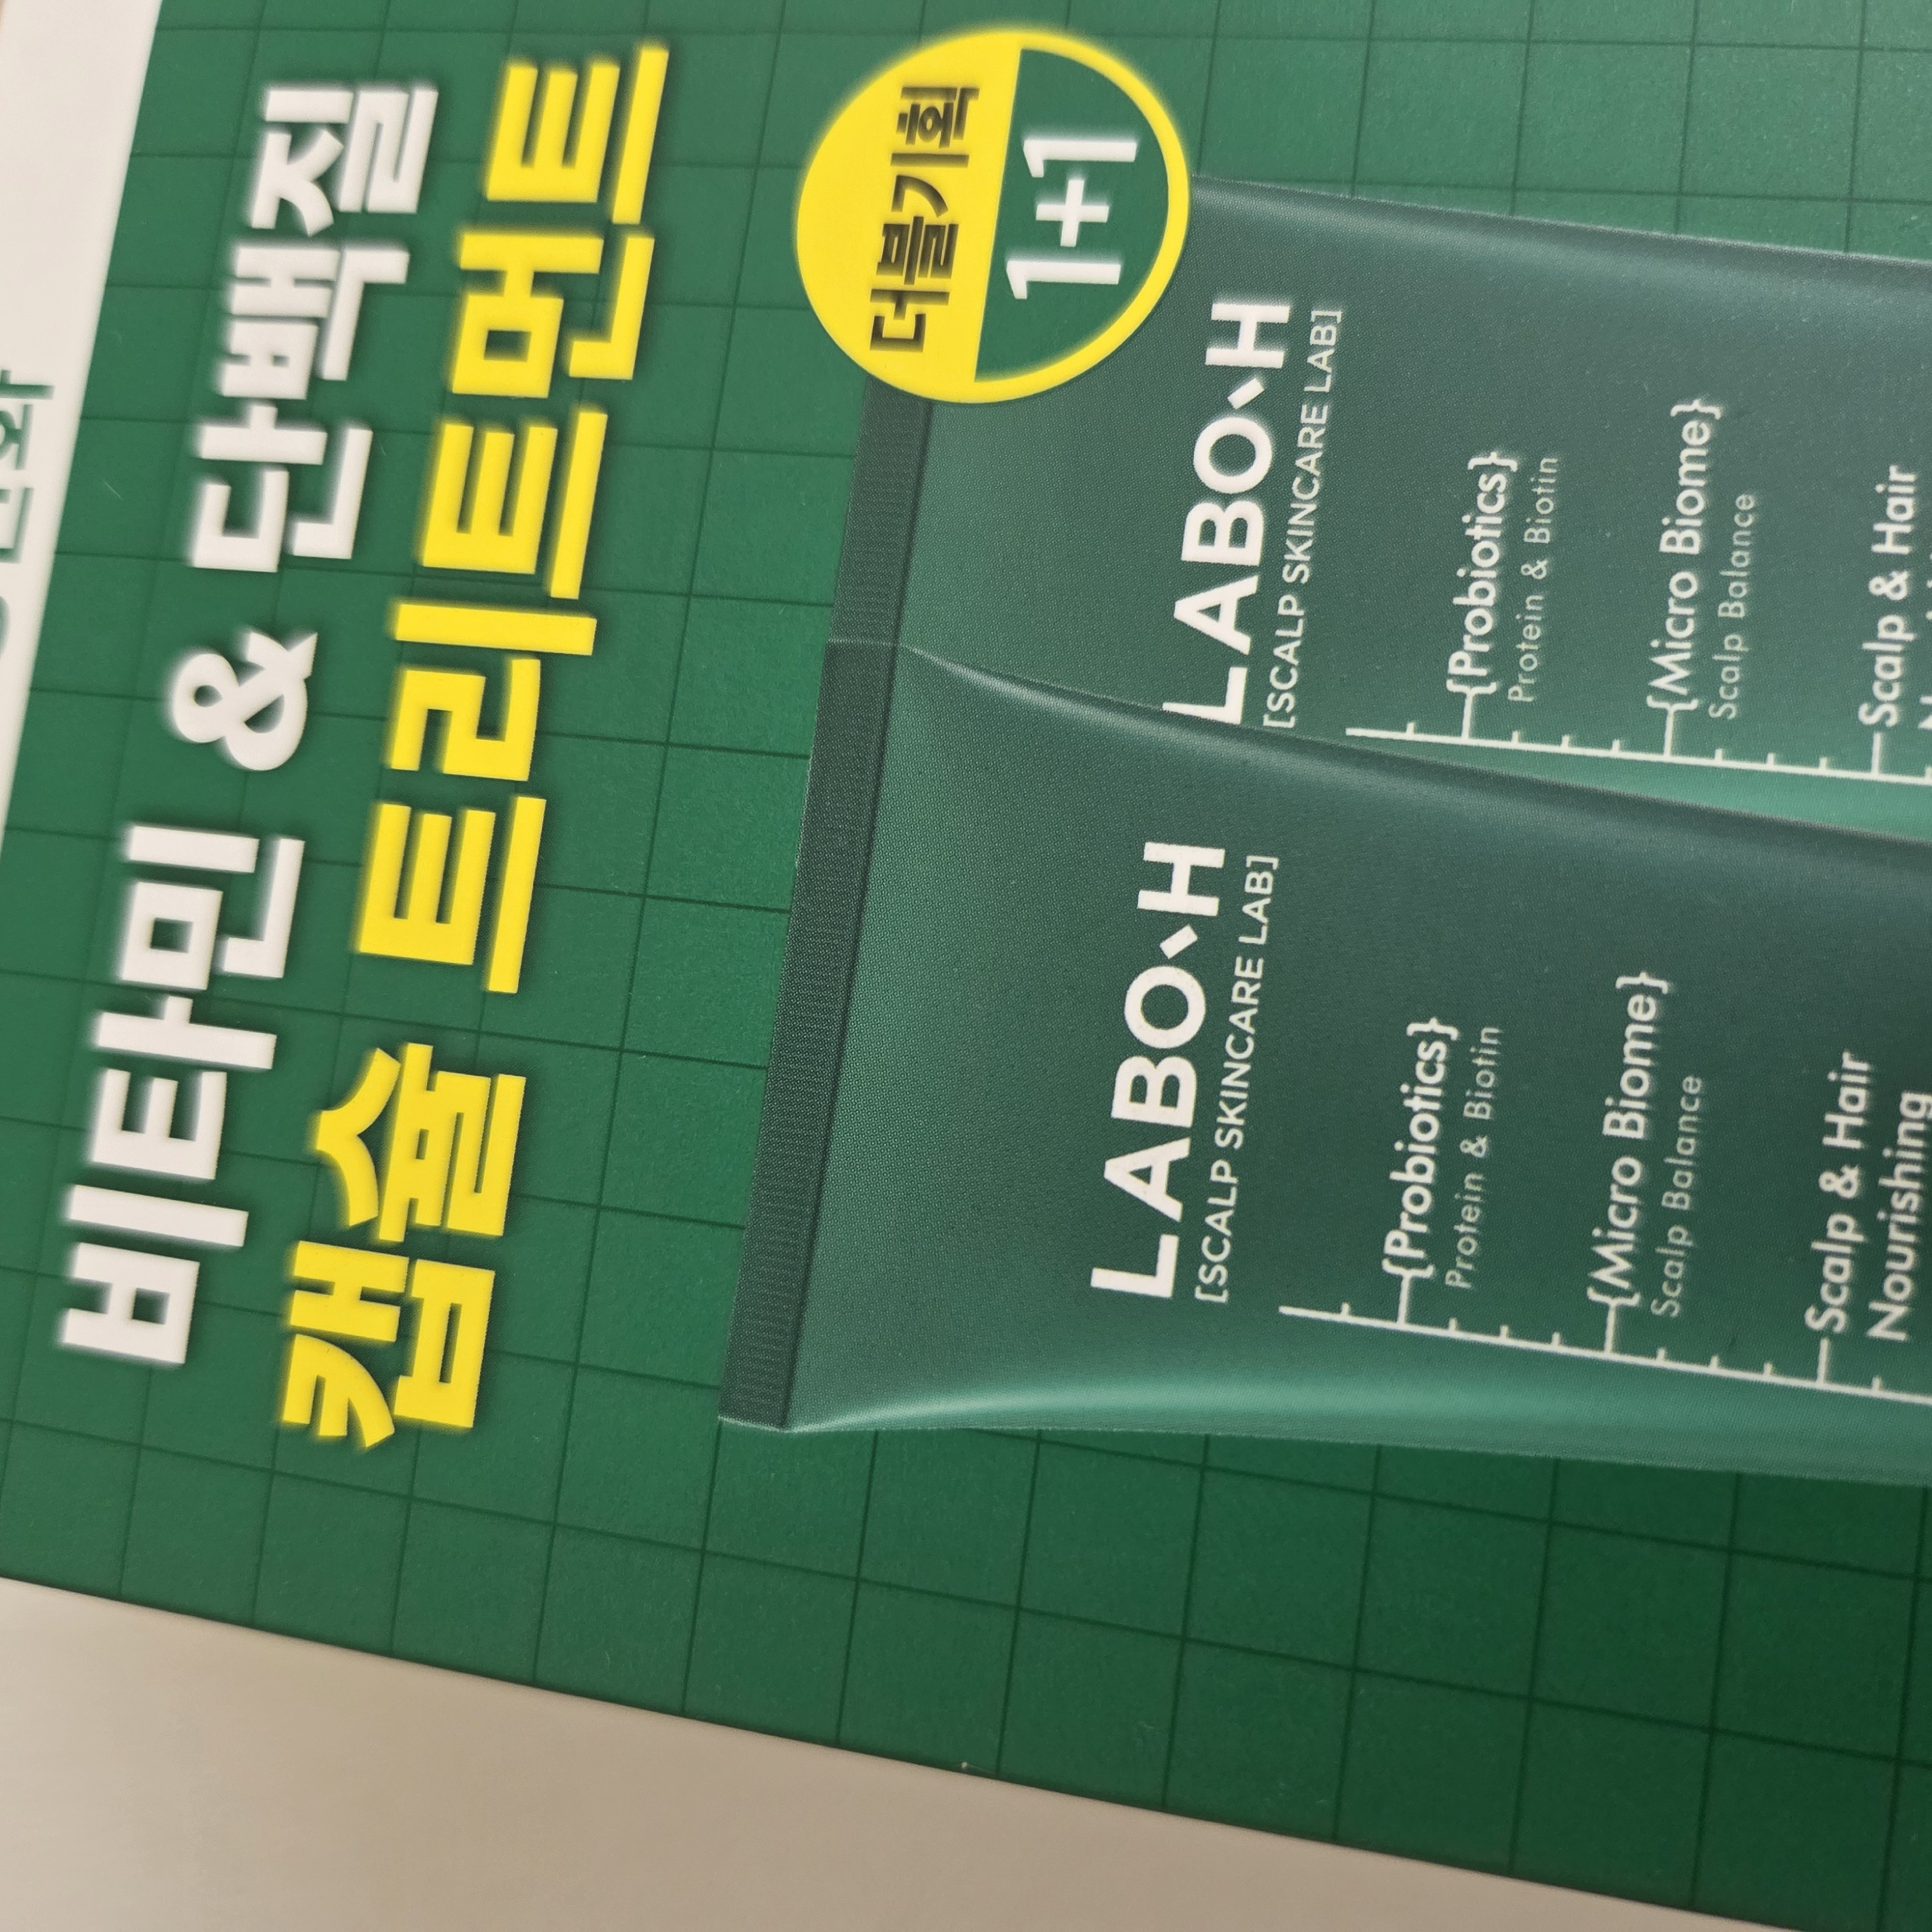 비타민 & 단백질
캡슐 트리트먼트
더블기획
1+1
LABO-H
[SCALP SKINCARE LAB]
{Probiotics}
Protein & Biotin
{Micro Biome}
Scalp Balance
Scalp & Hair
Nourishing
LABO-H
[SCALP SKINCARE LAB]
{Probiotics}
Protein & Biotin
{Micro Biome}
Scalp Balance
Scalp & Hair